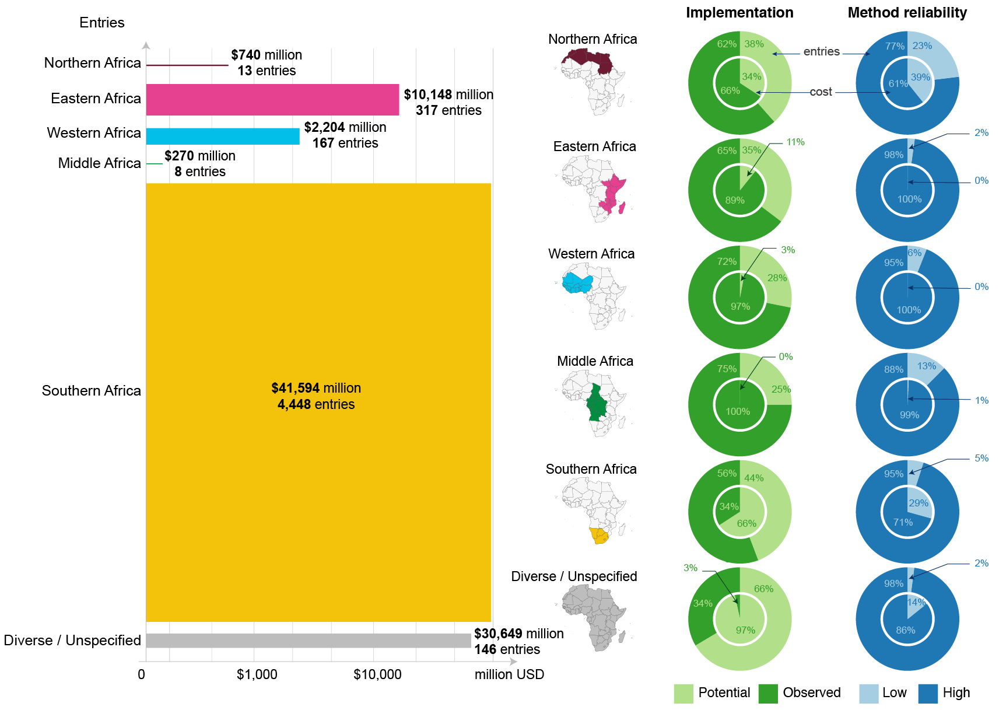 Entries
Northern Africa
$740 million
13 entries
Eastern Africa
$10,148 million
317 entries
Western Africa
$2,204 million
167 entries
Middle Africa
$270 million
8 entries
Southern Africa
$41,594 million
4,448 entries
Diverse / Unspecified
$30,649 million
146 entries
0
$1,000
$10,000
million USD
Implementation
Method reliability
Northern Africa
62%
38%
34%
66%
entries
cost
77%
23%
39%
61%
Eastern Africa
65%
35%
11%
89%
98%
2%
0%
100%
Western Africa
72%
3%
28%
97%
95%
6%
0%
100%
Middle Africa
75%
0%
25%
100%
88%
13%
1%
99%
Southern Africa
56%
44%
34%
66%
95%
5%
29%
71%
Diverse / Unspecified
3%
66%
34%
97%
98%
2%
14%
86%
Potential
Observed
Low
High